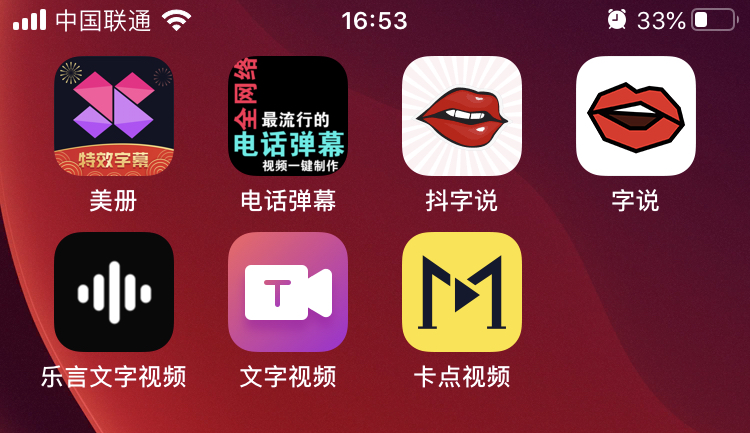 中国联通 16:53 33%
全网络
最流行的
电话弹幕
视频一键制作
特效字幕
美册 电话弹幕 抖字说 字说
T M
乐言文字视频 文字视频 卡点视频